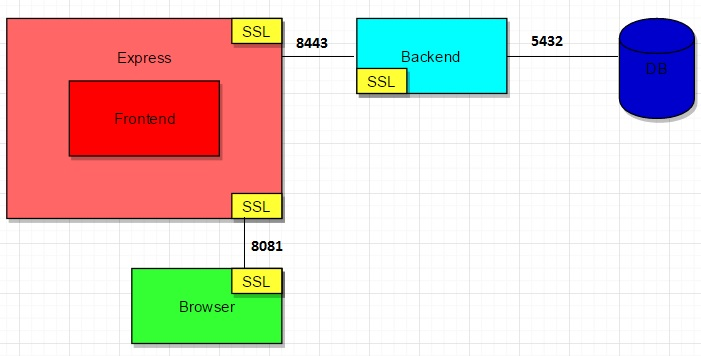 SSL
8443
5432
Express
Backend
DB
SSL
Frontend
SSL
8081
SSL
Browser